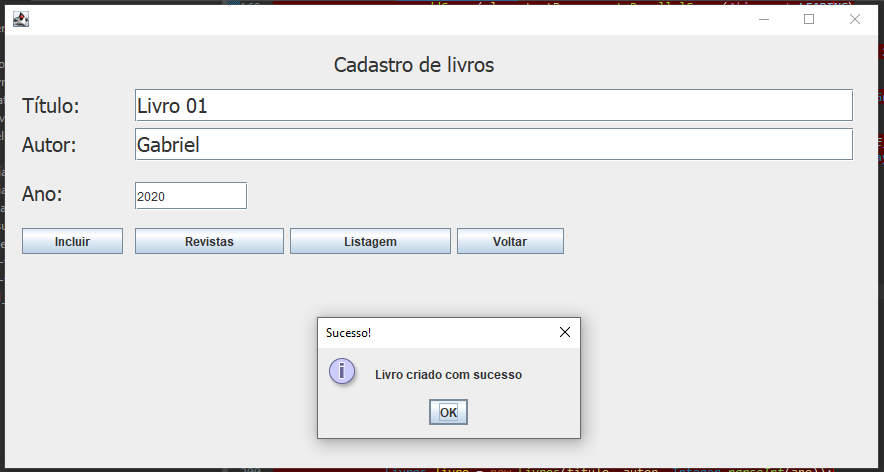 Cadastro de livros
Título: Livro 01
Autor: Gabriel
Ano: 2020
Incluir Revistas Listagem Voltar
Sucesso!
Livro criado com sucesso
OK